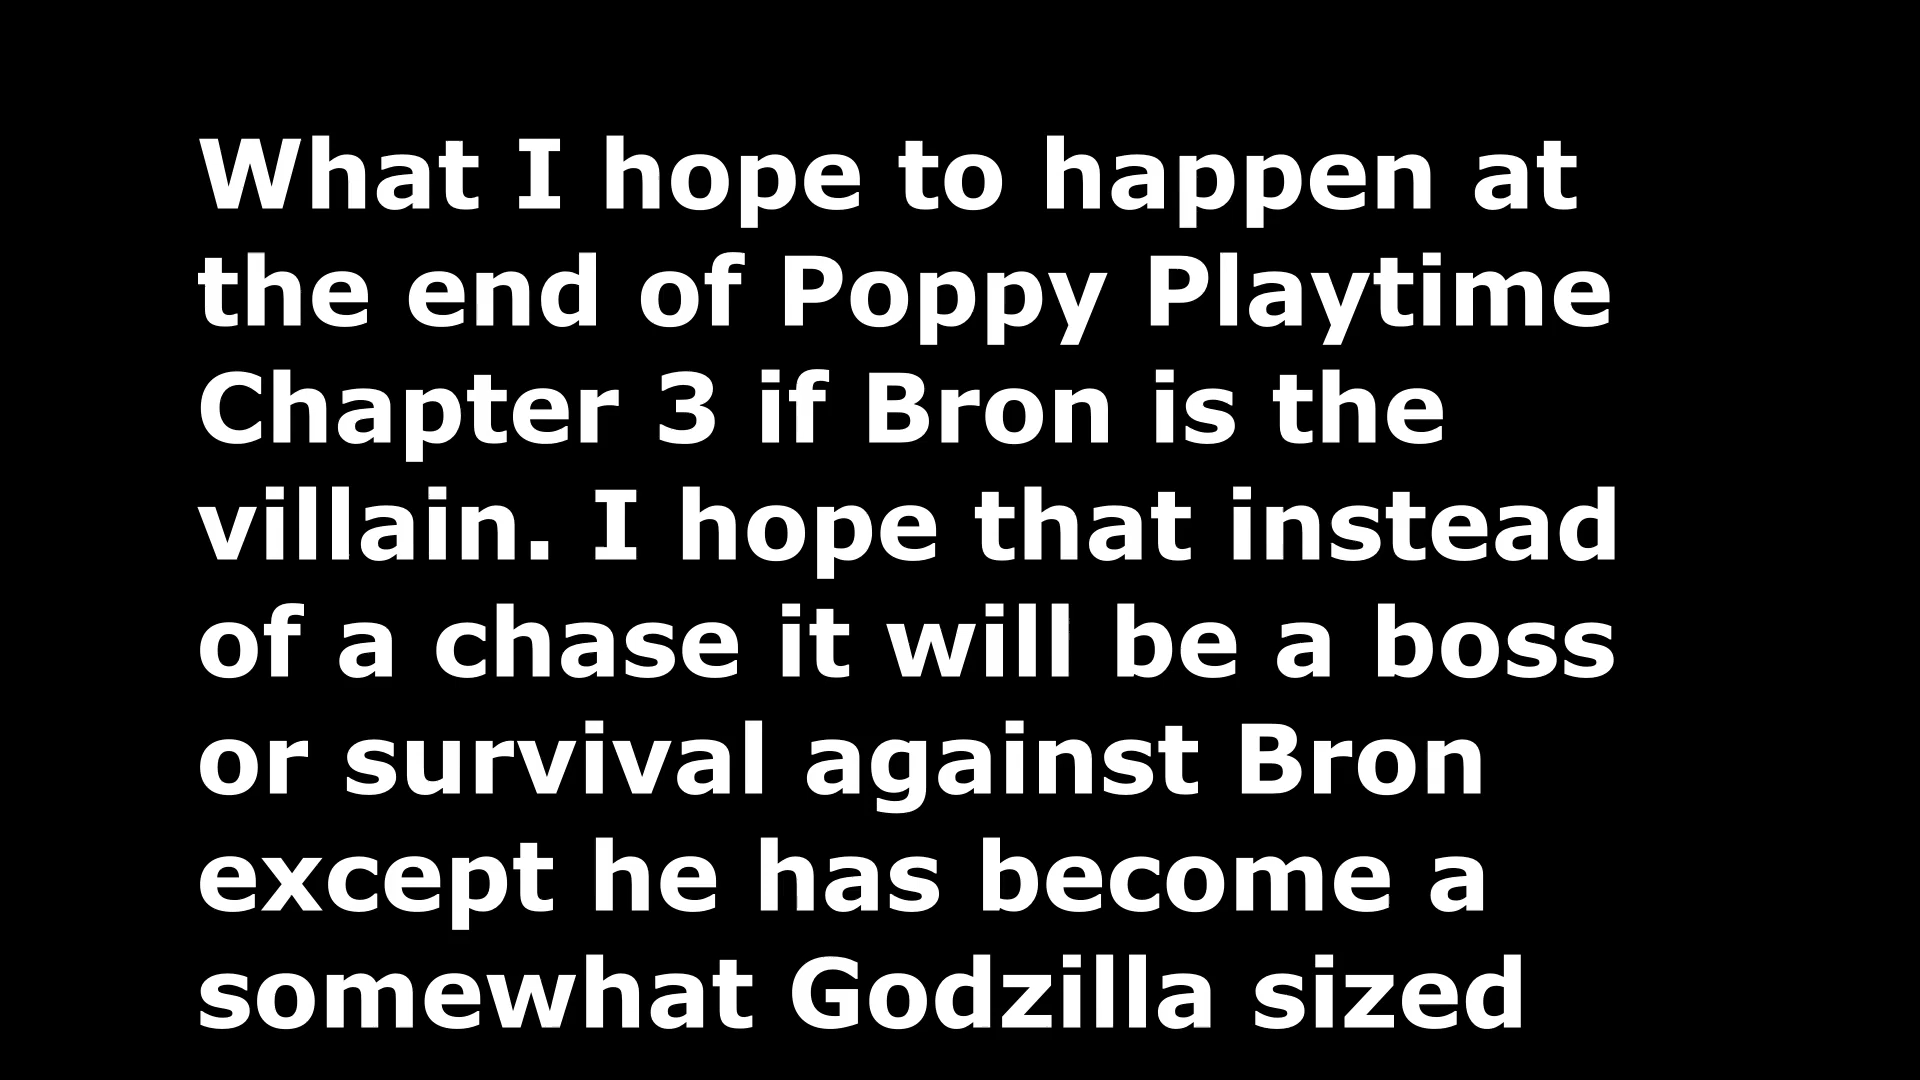 What I hope to happen at
the end of Poppy Playtime
Chapter 3 if Bron is the
villain. I hope that instead
of a chase it will be a boss
or survival against Bron
except he has become a
somewhat Godzilla sized